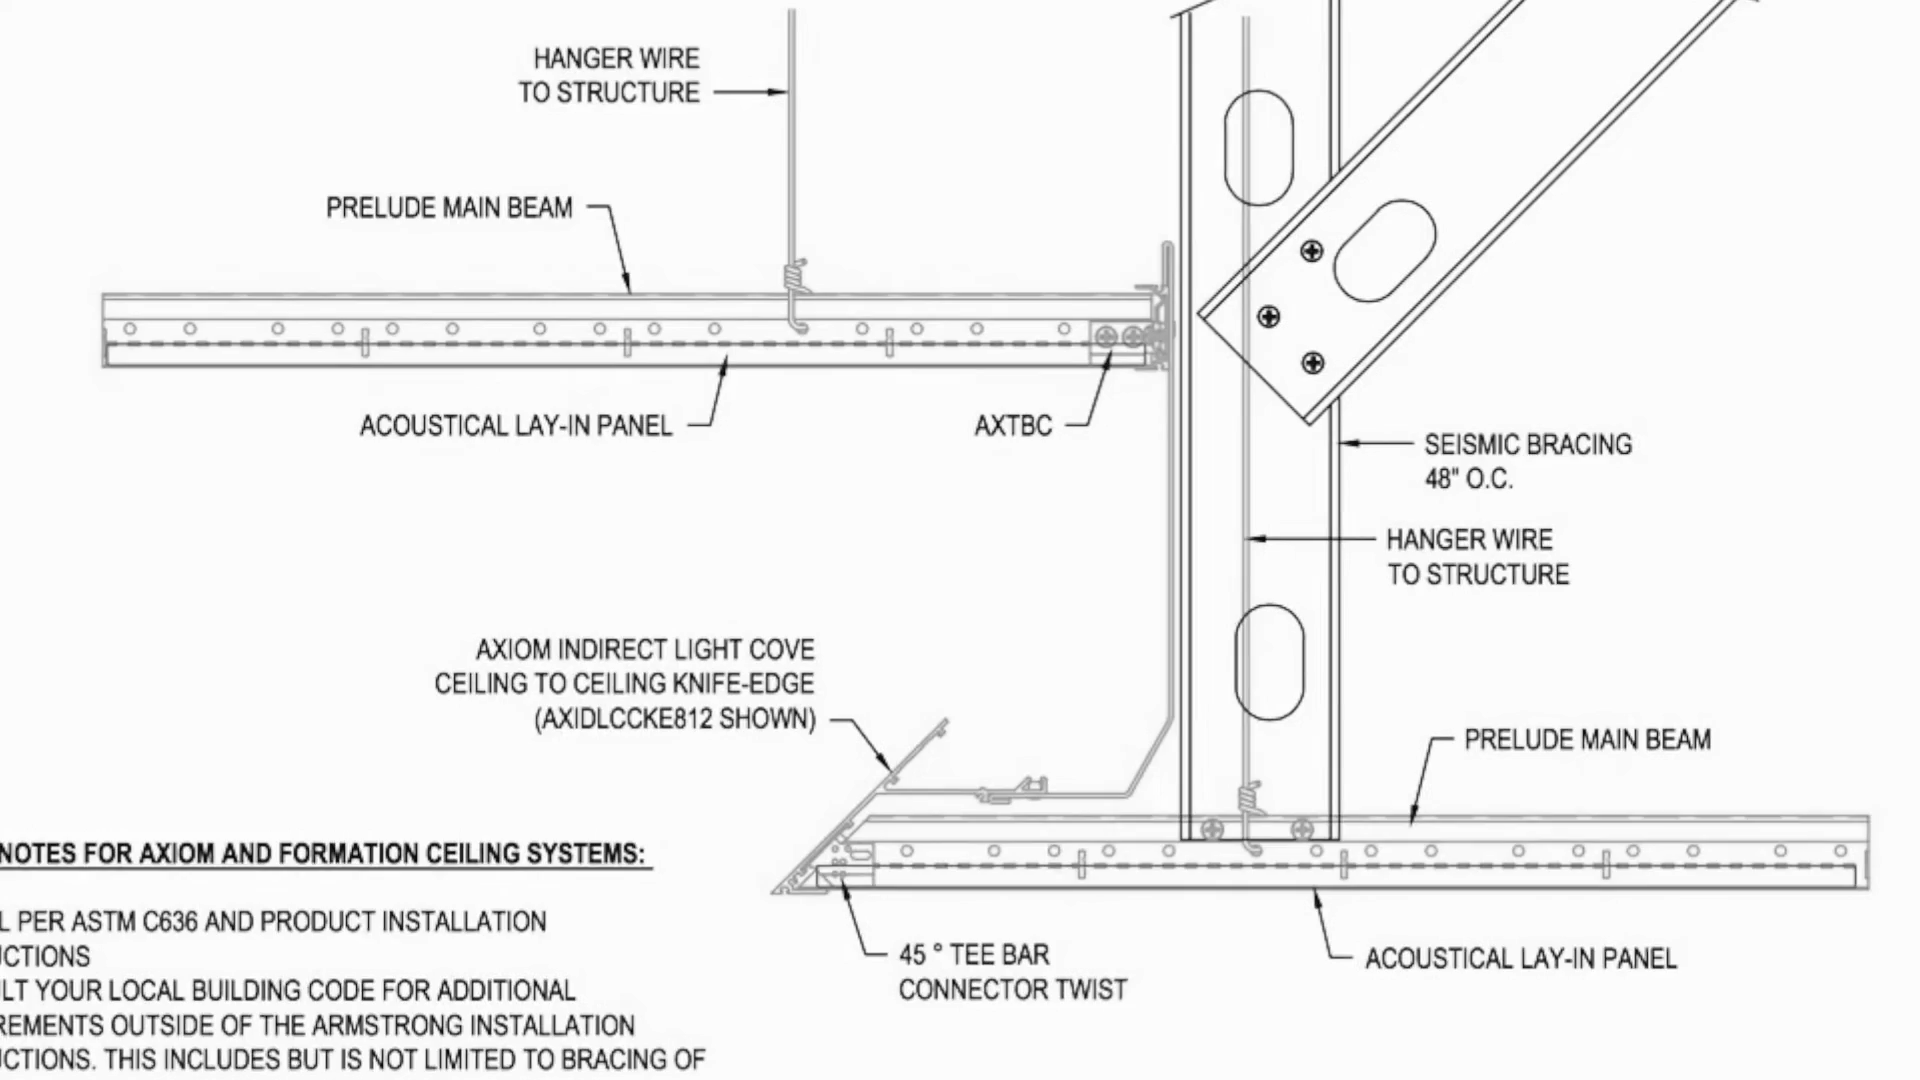 HANGER WIRE
TO STRUCTURE
PRELUDE MAIN BEAM
ACOUSTICAL LAY-IN PANEL
AXTBC
SEISMIC BRACING
48" O.C.
HANGER WIRE
TO STRUCTURE
AXIOM INDIRECT LIGHT COVE
CEILING TO CEILING KNIFE-EDGE
(AXIDLCCKE812 SHOWN)
PRELUDE MAIN BEAM
45 ° TEE BAR
CONNECTOR TWIST
ACOUSTICAL LAY-IN PANEL
NOTES FOR AXIOM AND FORMATION CEILING SYSTEMS:
L PER ASTM C636 AND PRODUCT INSTALLATION
UCTIONS
LT YOUR LOCAL BUILDING CODE FOR ADDITIONAL
REMENTS OUTSIDE OF THE ARMSTRONG INSTALLATION
UCTIONS. THIS INCLUDES BUT IS NOT LIMITED TO BRACING OF